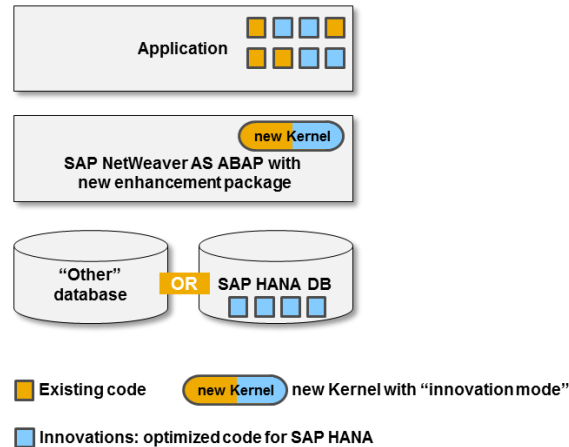 Application
new Kernel
SAP NetWeaver AS ABAP with
new enhancement package
“Other”
database
OR
SAP HANA DB
Existing code
new Kernel
new Kernel with “innovation mode”
Innovations: optimized code for SAP HANA